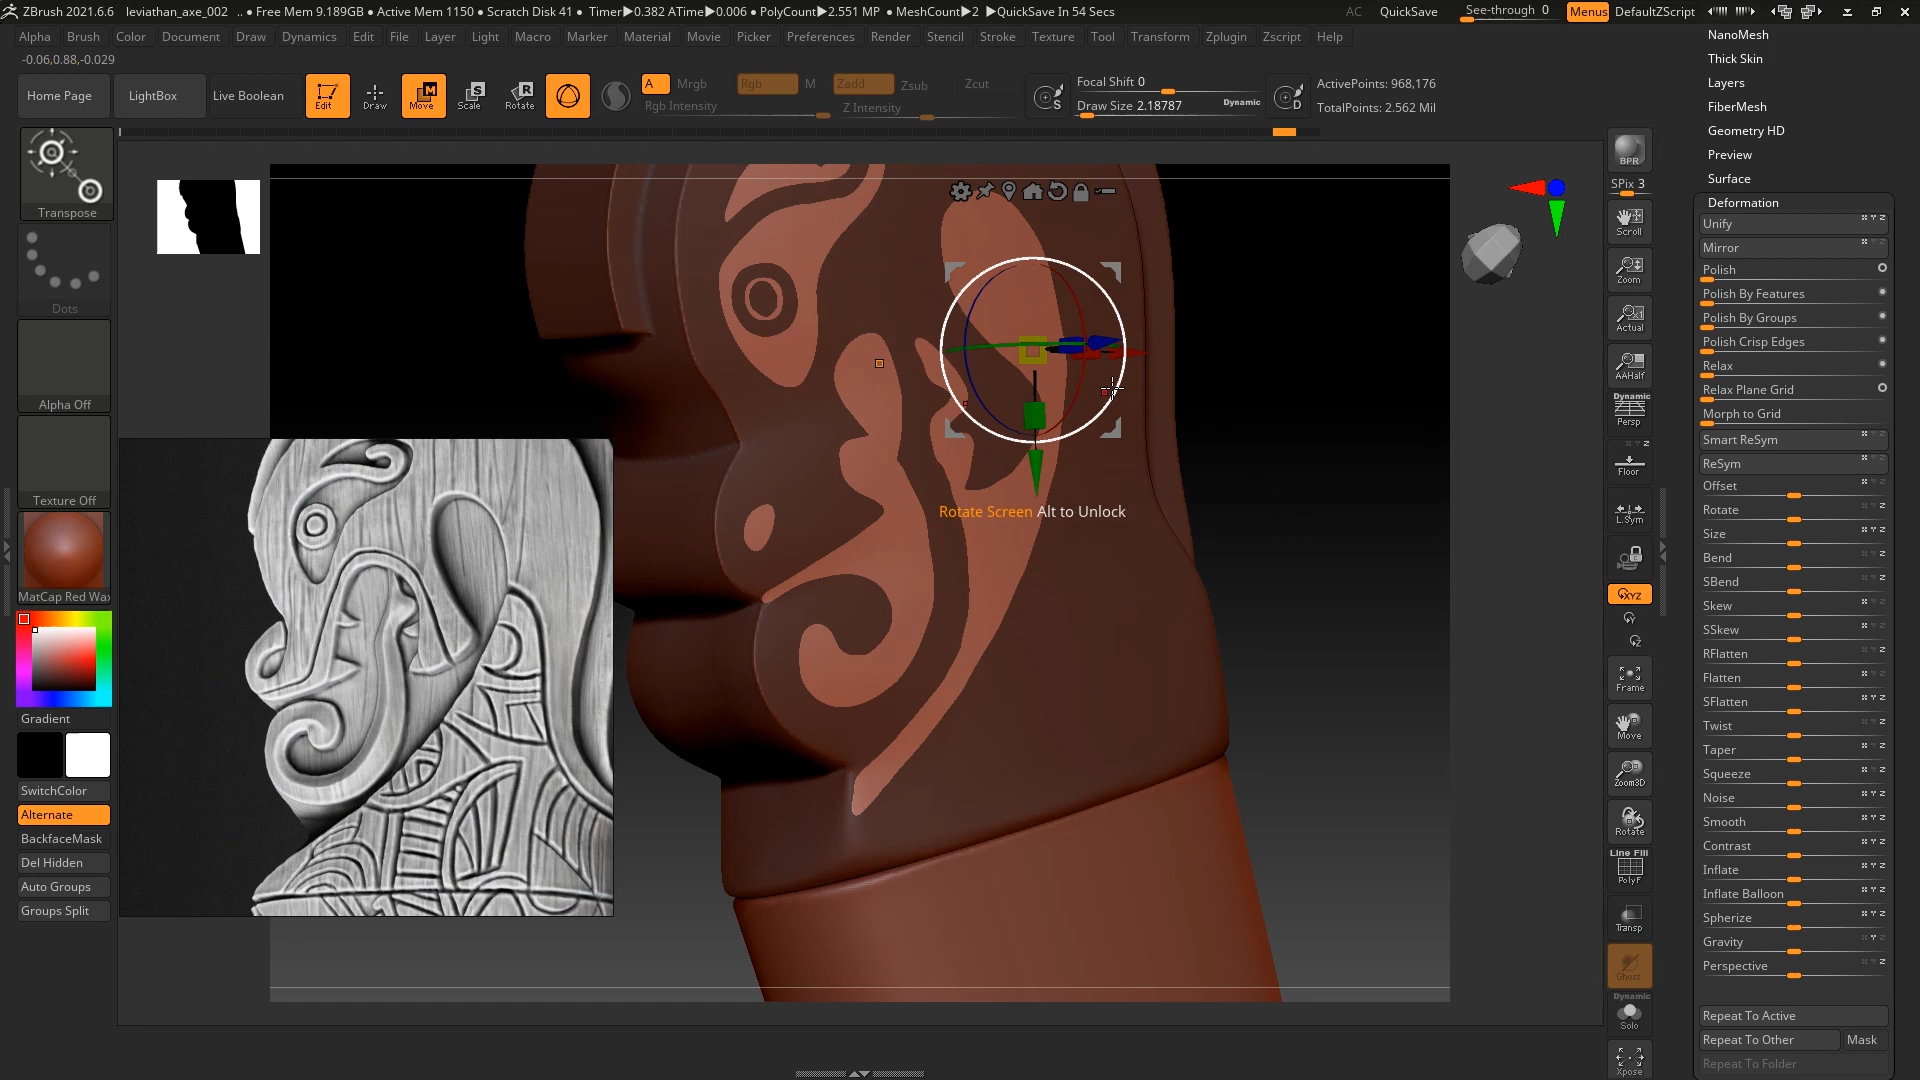 ZBrush 2021.6.6 leviathan_axe_002 .. ● Free Mem 9.189GB ● Active Mem 1150 ● Scratch Disk 41 ● Timer▶0.382 ATime▶0.006 ● PolyCount▶2.551 MP ● MeshCount▶2 ▶QuickSave In 54 Secs AC QuickSave See-through 0 Menus DefaultZScript
Alpha Brush Color Document Draw Dynamics Edit File Layer Light Macro Marker Material Movie Picker Preferences Render Stencil Stroke Texture Tool Transform Zplugin Zscript Help
-0.06,0.88,-0.029
Home Page LightBox Live Boolean Edit Draw Move Scale Rotate
A Mrgb Rgb M Zadd Zsub Zcut
Rgb Intensity Z Intensity
S Focal Shift 0
Draw Size 2.18787 Dynamic
D ActivePoints: 968,176
TotalPoints: 2.562 Mil
Transpose
Dots
Alpha Off
Texture Off
MatCap Red Wax
Gradient
SwitchColor
Alternate
BackfaceMask
Del Hidden
Auto Groups
Groups Split
Rotate Screen Alt to Unlock
BPR
SPix 3
Scroll
Zoom
Actual
AAHalf
Dynamic
Persp
Floor
L.Sym
XYZ
Y
Z
Frame
Move
Zoom3D
Rotate
Line Fill
PolyF
Transp
Ghost
Dynamic
Solo
Xpose
NanoMesh
Thick Skin
Layers
FiberMesh
Geometry HD
Preview
Surface
Deformation
Unify
Mirror
Polish
Polish By Features
Polish By Groups
Polish Crisp Edges
Relax
Relax Plane Grid
Morph to Grid
Smart ReSym
ReSym
Offset
Rotate
Size
Bend
SBend
Skew
SSkew
RFlatten
Flatten
SFlatten
Twist
Taper
Squeeze
Noise
Smooth
Contrast
Inflate
Inflate Balloon
Spherize
Gravity
Perspective
Repeat To Active
Repeat To Other Mask
Repeat To Folder